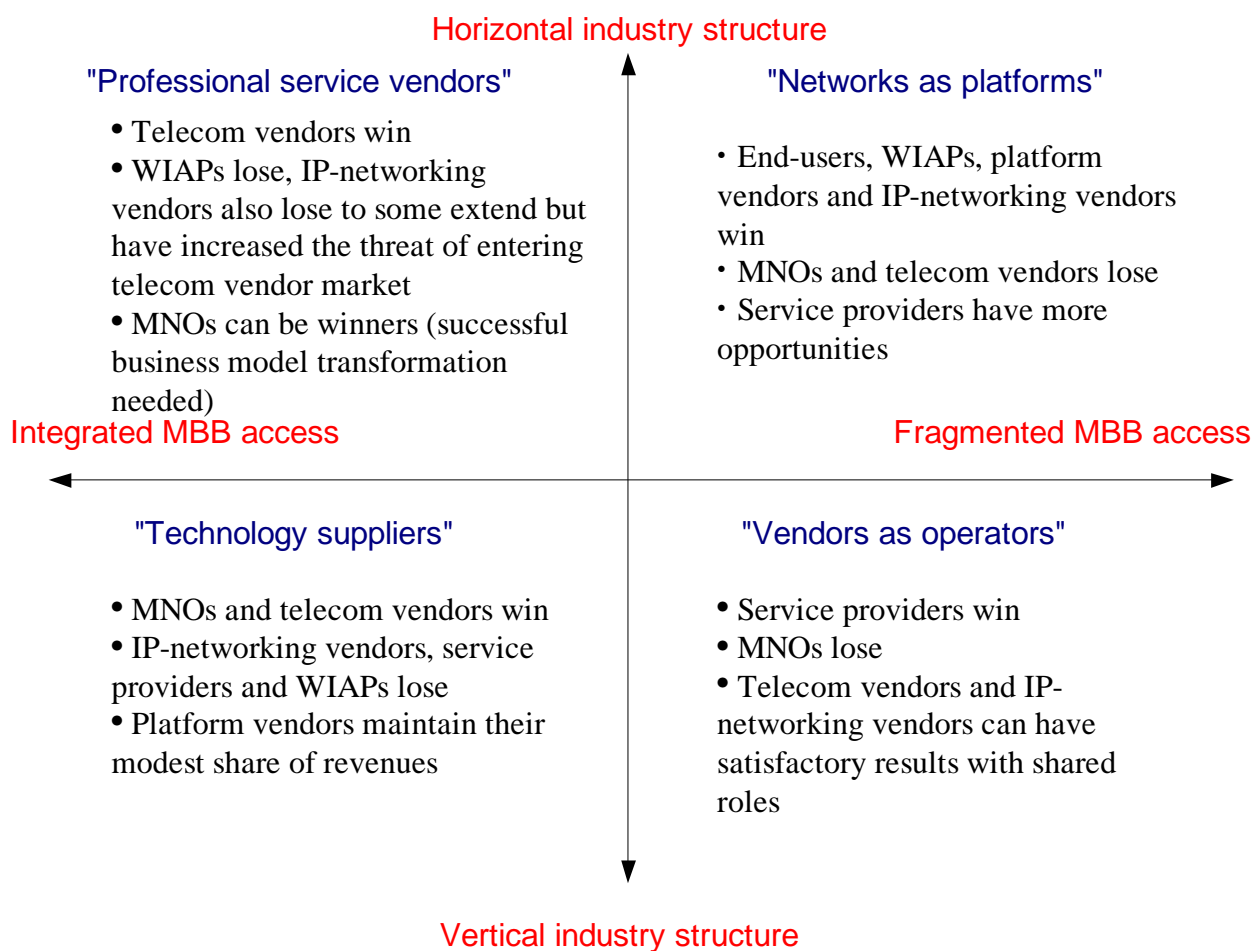 Horizontal industry structure
"Professional service vendors"
• Telecom vendors win
• WIAPs lose, IP-networking
vendors also lose to some extend but
have increased the threat of entering
telecom vendor market
• MNOs can be winners (successful
business model transformation
needed)
"Networks as platforms"
• End-users, WIAPs, platform
vendors and IP-networking vendors
win
• MNOs and telecom vendors lose
• Service providers have more
opportunities
Integrated MBB access
Fragmented MBB access
"Technology suppliers"
• MNOs and telecom vendors win
• IP-networking vendors, service
providers and WIAPs lose
• Platform vendors maintain their
modest share of revenues
"Vendors as operators"
• Service providers win
• MNOs lose
• Telecom vendors and IP-
networking vendors can have
satisfactory results with shared
roles
Vertical industry structure